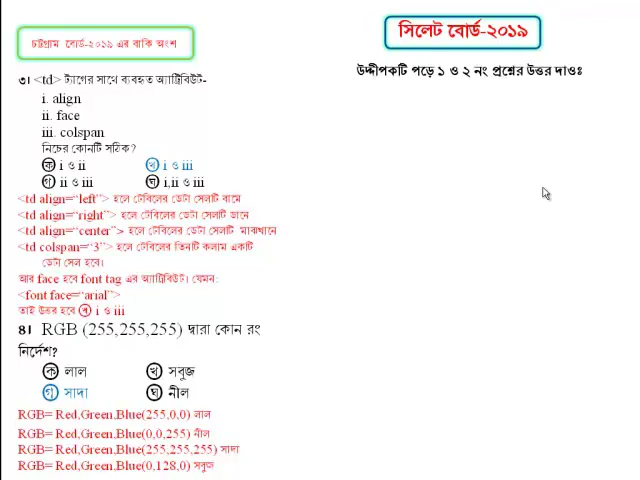 চট্টগ্রাম বোর্ড-২০১৯ এর বাকি অংশ
৩। <td> ট্যাগের সাথে ব্যবহৃত অ্যাট্রিবিউট-
i. align
ii. face
iii. colspan
নিচের কোনটি সঠিক?
ক i ও ii খ i ও iii
গ ii ও iii ঘ i,ii ও iii
<td align="left"> হলে টেবিলের ডেটা সেলটি বামে
<td align="right"> হলে টেবিলের ডেটা সেলটি ডানে
<td align="center"> হলে টেবিলের ডেটা সেলটি মাঝখানে
<td colspan="3"> হলে টেবিলের তিনটি কলাম একটি
ডেটা সেল হবে।
আর face হবে font tag এর অ্যাট্রিবিউট। যেমন:
<font face="arial">
তাই উত্তর হবে খ i ও iii
৪। RGB (255,255,255) দ্বারা কোন রং
নির্দেশ?
ক লাল খ সবুজ
গ সাদা ঘ নীল
RGB= Red,Green,Blue(255,0.0) লাল
RGB= Red,Green,Blue(0,0,255) নীল
RGB= Red,Green,Blue(255,255,255) সাদা
RGB= Red,Green,Blue(0,128,0) সবুজ
সিলেট বোর্ড-২০১৯
উদ্দীপকটি পড়ে ১ ও ২ নং প্রশ্নের উত্তর দাওঃ